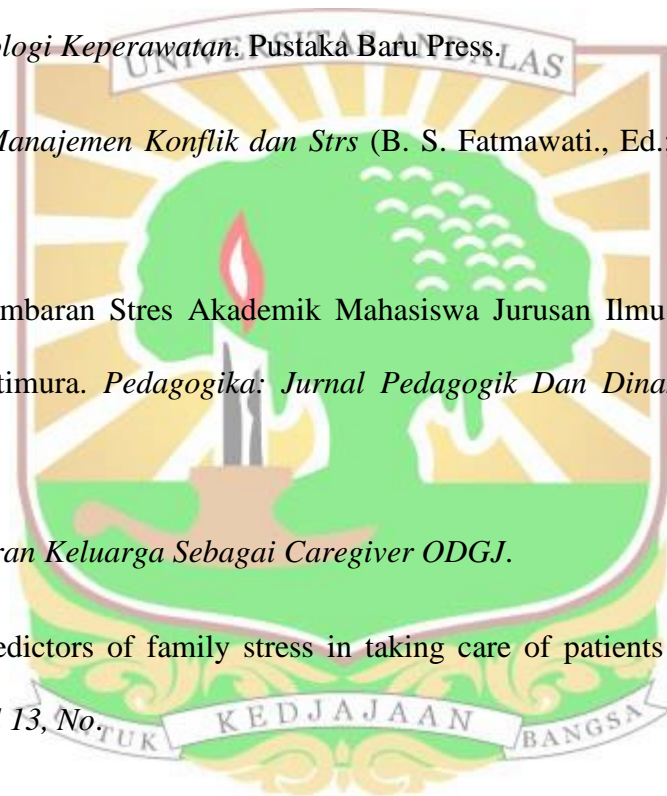 ologi Keperawatan. Pustaka Baru Press.
UNIVERSITAS ANDALAS
Manajemen Konflik dan Strs (B. S. Fatmawati., Ed.:
mbaran Stres Akademik Mahasiswa Jurusan Ilmu
timura. Pedagogika: Jurnal Pedagogik Dan Dina
ran Keluarga Sebagai Caregiver ODGJ.
edictors of family stress in taking care of patients
13, No.
UNTUK KEDJAJAAN BANGSA